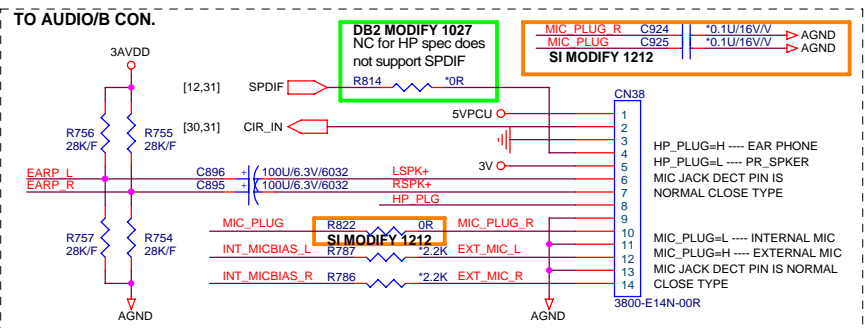 TO AUDIO/B CON.
DB2 MODIFY 1027
NC for HP spec does
not support SPDIF
MIC_PLUG_R C924 *0.1U/16V/V AGND
MIC_PLUG C925 *0.1U/16V/V AGND
SI MODIFY 1212
3AVDD
[12,31] SPDIF R814 *0R
CN38
5VPCU
1
[30,31] CIR_IN
2
3
4
3V
5
6
7
8
9
10
11
12
13
14
3800-E14N-00R
R756
28K/F
R755
28K/F
EARP_L C896 + 100U/6.3V/6032 LSPK+
EARP_R C895 + 100U/6.3V/6032 RSPK+
HP_PLG
R757
28K/F
R754
28K/F
MIC_PLUG R822 0R MIC_PLUG_R
SI MODIFY 1212
INT_MICBIAS_L R787 *2.2K EXT_MIC_L
INT_MICBIAS_R R786 *2.2K EXT_MIC_R
AGND
AGND
HP_PLUG=H ---- EAR PHONE
HP_PLUG=L ---- PR_SPKER
MIC JACK DECT PIN IS
NORMAL CLOSE TYPE
MIC_PLUG=L ---- INTERNAL MIC
MIC_PLUG=H ---- EXTERNAL MIC
MIC JACK DECT PIN IS NORMAL
CLOSE TYPE